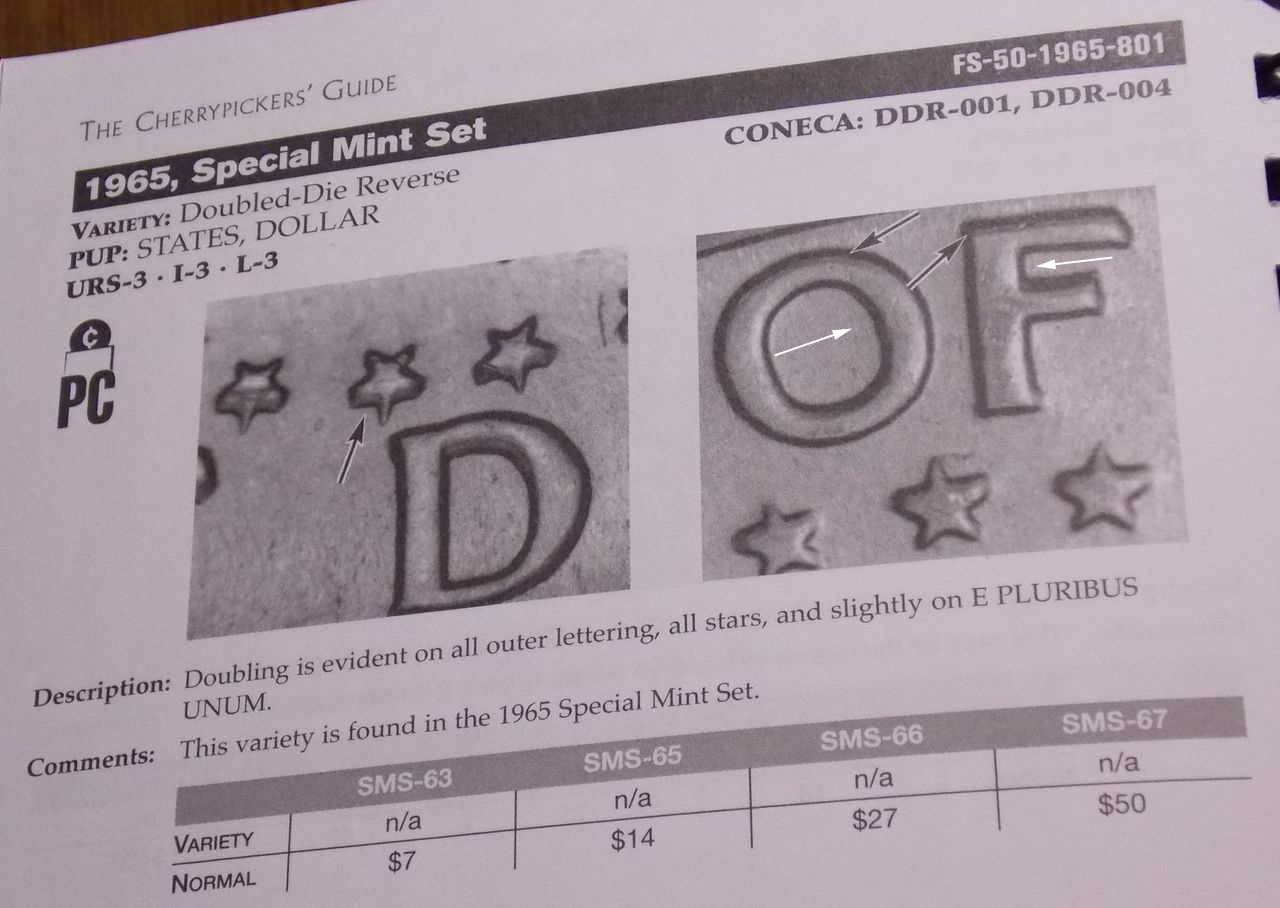 THE CHERRYPICKERS' GUIDE
FS-50-1965-801
1965, Special Mint Set
CONECA: DDR-001, DDR-004
VARIETY: Doubled-Die Reverse
PUP: STATES, DOLLAR
URS-3 · I-3 · L-3
¢
PC
D
OF
Description: Doubling is evident on all outer lettering, all stars, and slightly on E PLURIBUS
UNUM.
Comments: This variety is found in the 1965 Special Mint Set.
SMS-63 SMS-65 SMS-66 SMS-67
VARIETY n/a n/a n/a n/a
NORMAL $7 $14 $27 $50